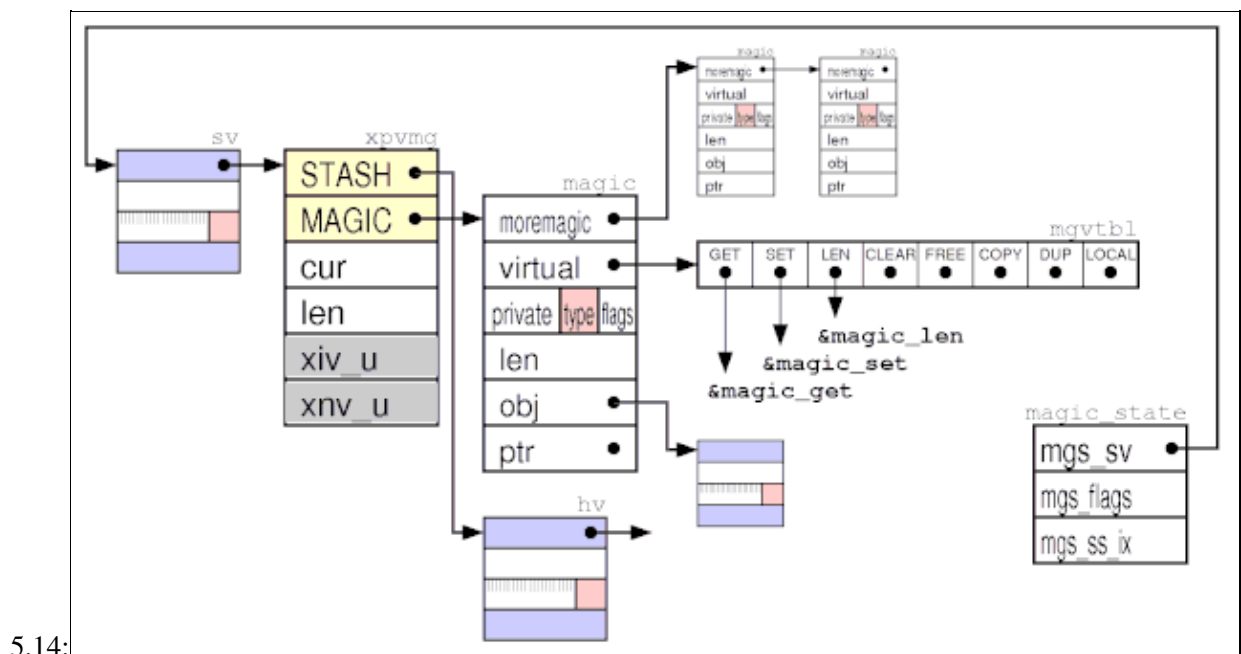 magic magic
moremagic moremagic
virtual virtual
private type flags private type flags
len len
obj obj
ptr ptr
sv xpvmg
STASH
MAGIC
cur
len
xiv_u
xnv_u
magic
moremagic
virtual
private type flags
len
obj
ptr
mgvtbl
GET SET LEN CLEAR FREE COPY DUP LOCAL
&magic_len
&magic_set
&magic_get
magic_state
mgs_sv
mgs_flags
mgs_ss_ix
hv
5.14: